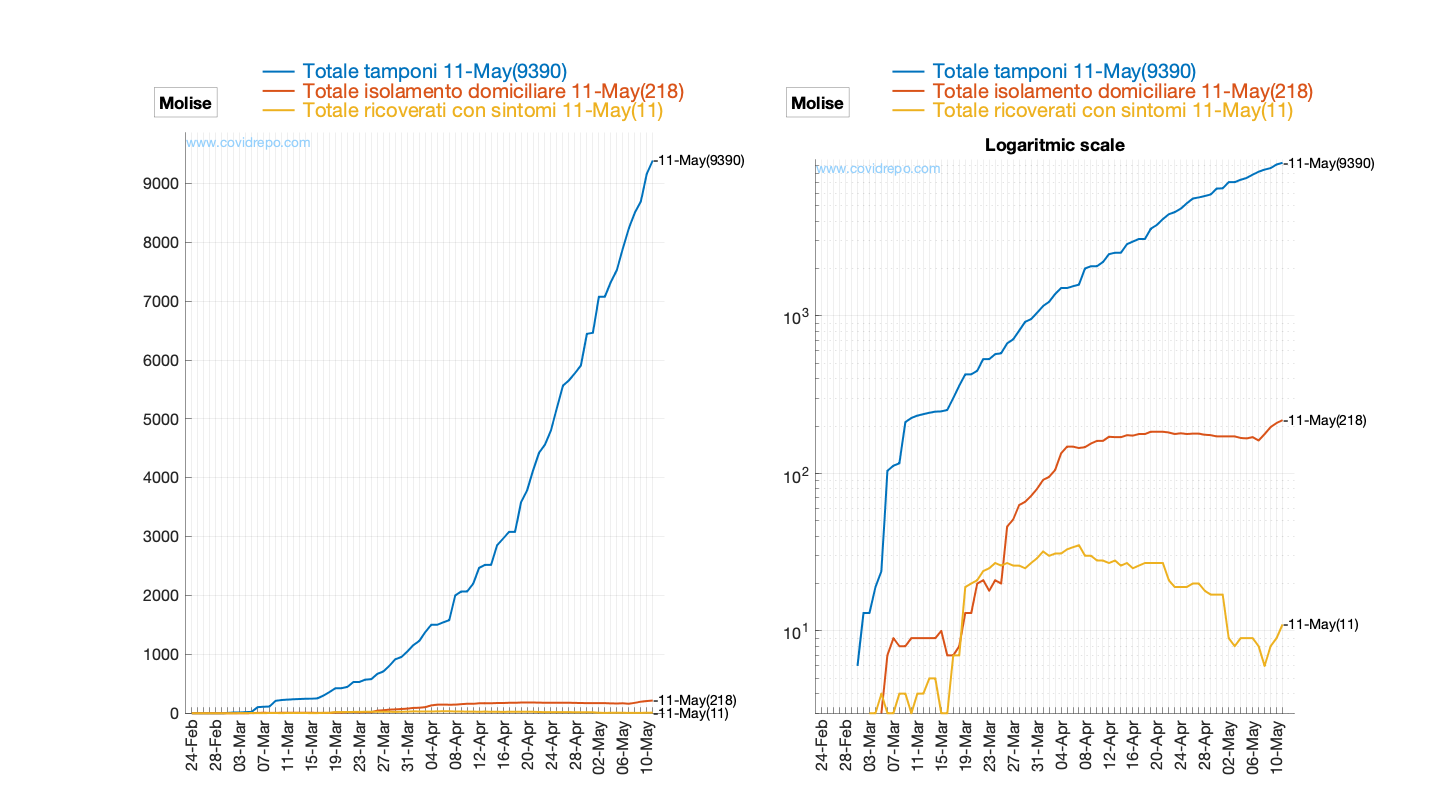 Totale tamponi 11-May(9390)
Totale isolamento domiciliare 11-May(218)
Totale ricoverati con sintomi 11-May(11)
Molise
www.covidrepo.com
9000
8000
7000
6000
5000
4000
3000
2000
1000
0
-11-May(9390)
-11-May(218)
-11-May(11)
24-Feb
28-Feb
03-Mar
07-Mar
11-Mar
15-Mar
19-Mar
23-Mar
27-Mar
31-Mar
04-Apr
08-Apr
12-Apr
16-Apr
20-Apr
24-Apr
28-Apr
02-May
06-May
10-May
Totale tamponi 11-May(9390)
Totale isolamento domiciliare 11-May(218)
Totale ricoverati con sintomi 11-May(11)
Molise
Logaritmic scale
www.covidrepo.com
10³
10²
10¹
-11-May(9390)
-11-May(218)
-11-May(11)
24-Feb
28-Feb
03-Mar
07-Mar
11-Mar
15-Mar
19-Mar
23-Mar
27-Mar
31-Mar
04-Apr
08-Apr
12-Apr
16-Apr
20-Apr
24-Apr
28-Apr
02-May
06-May
10-May